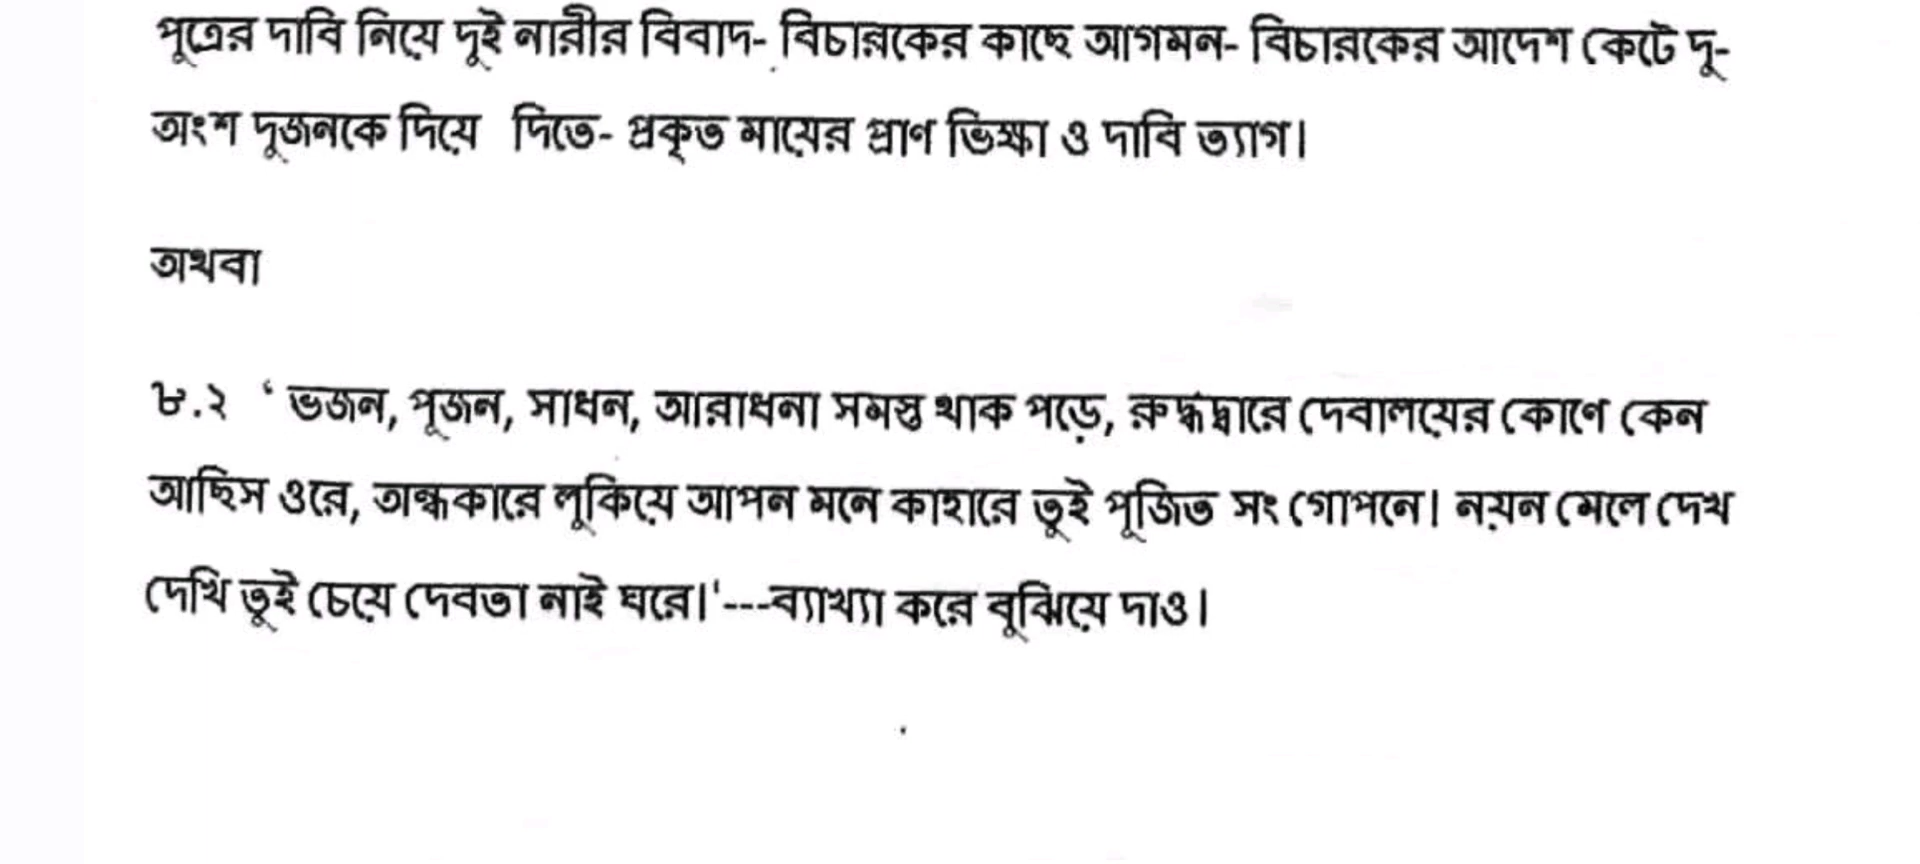 পুত্রের দাবি নিয়ে দুই নারীর বিবাদ- বিচারকের কাছে আগমন- বিচারকের আদেশ কেটে দু-
অংশ দুজনকে দিয়ে দিতে- প্রকৃত মায়ের প্রাণ ভিক্ষা ও দাবি ত্যাগ।
অথবা
৮.২ ‘ ভজন, পূজন, সাধন, আরাধনা সমস্ত থাক পড়ে, রুদ্ধদ্বারে দেবালয়ের কোণে কেন
আছিস ওরে, অন্ধকারে লুকিয়ে আপন মনে কাহারে তুই পূজিত সং গোপনে। নয়ন মেলে দেখ
দেখি তুই চেয়ে দেবতা নাই ঘরে।'---ব্যাখ্যা করে বুঝিয়ে দাও।